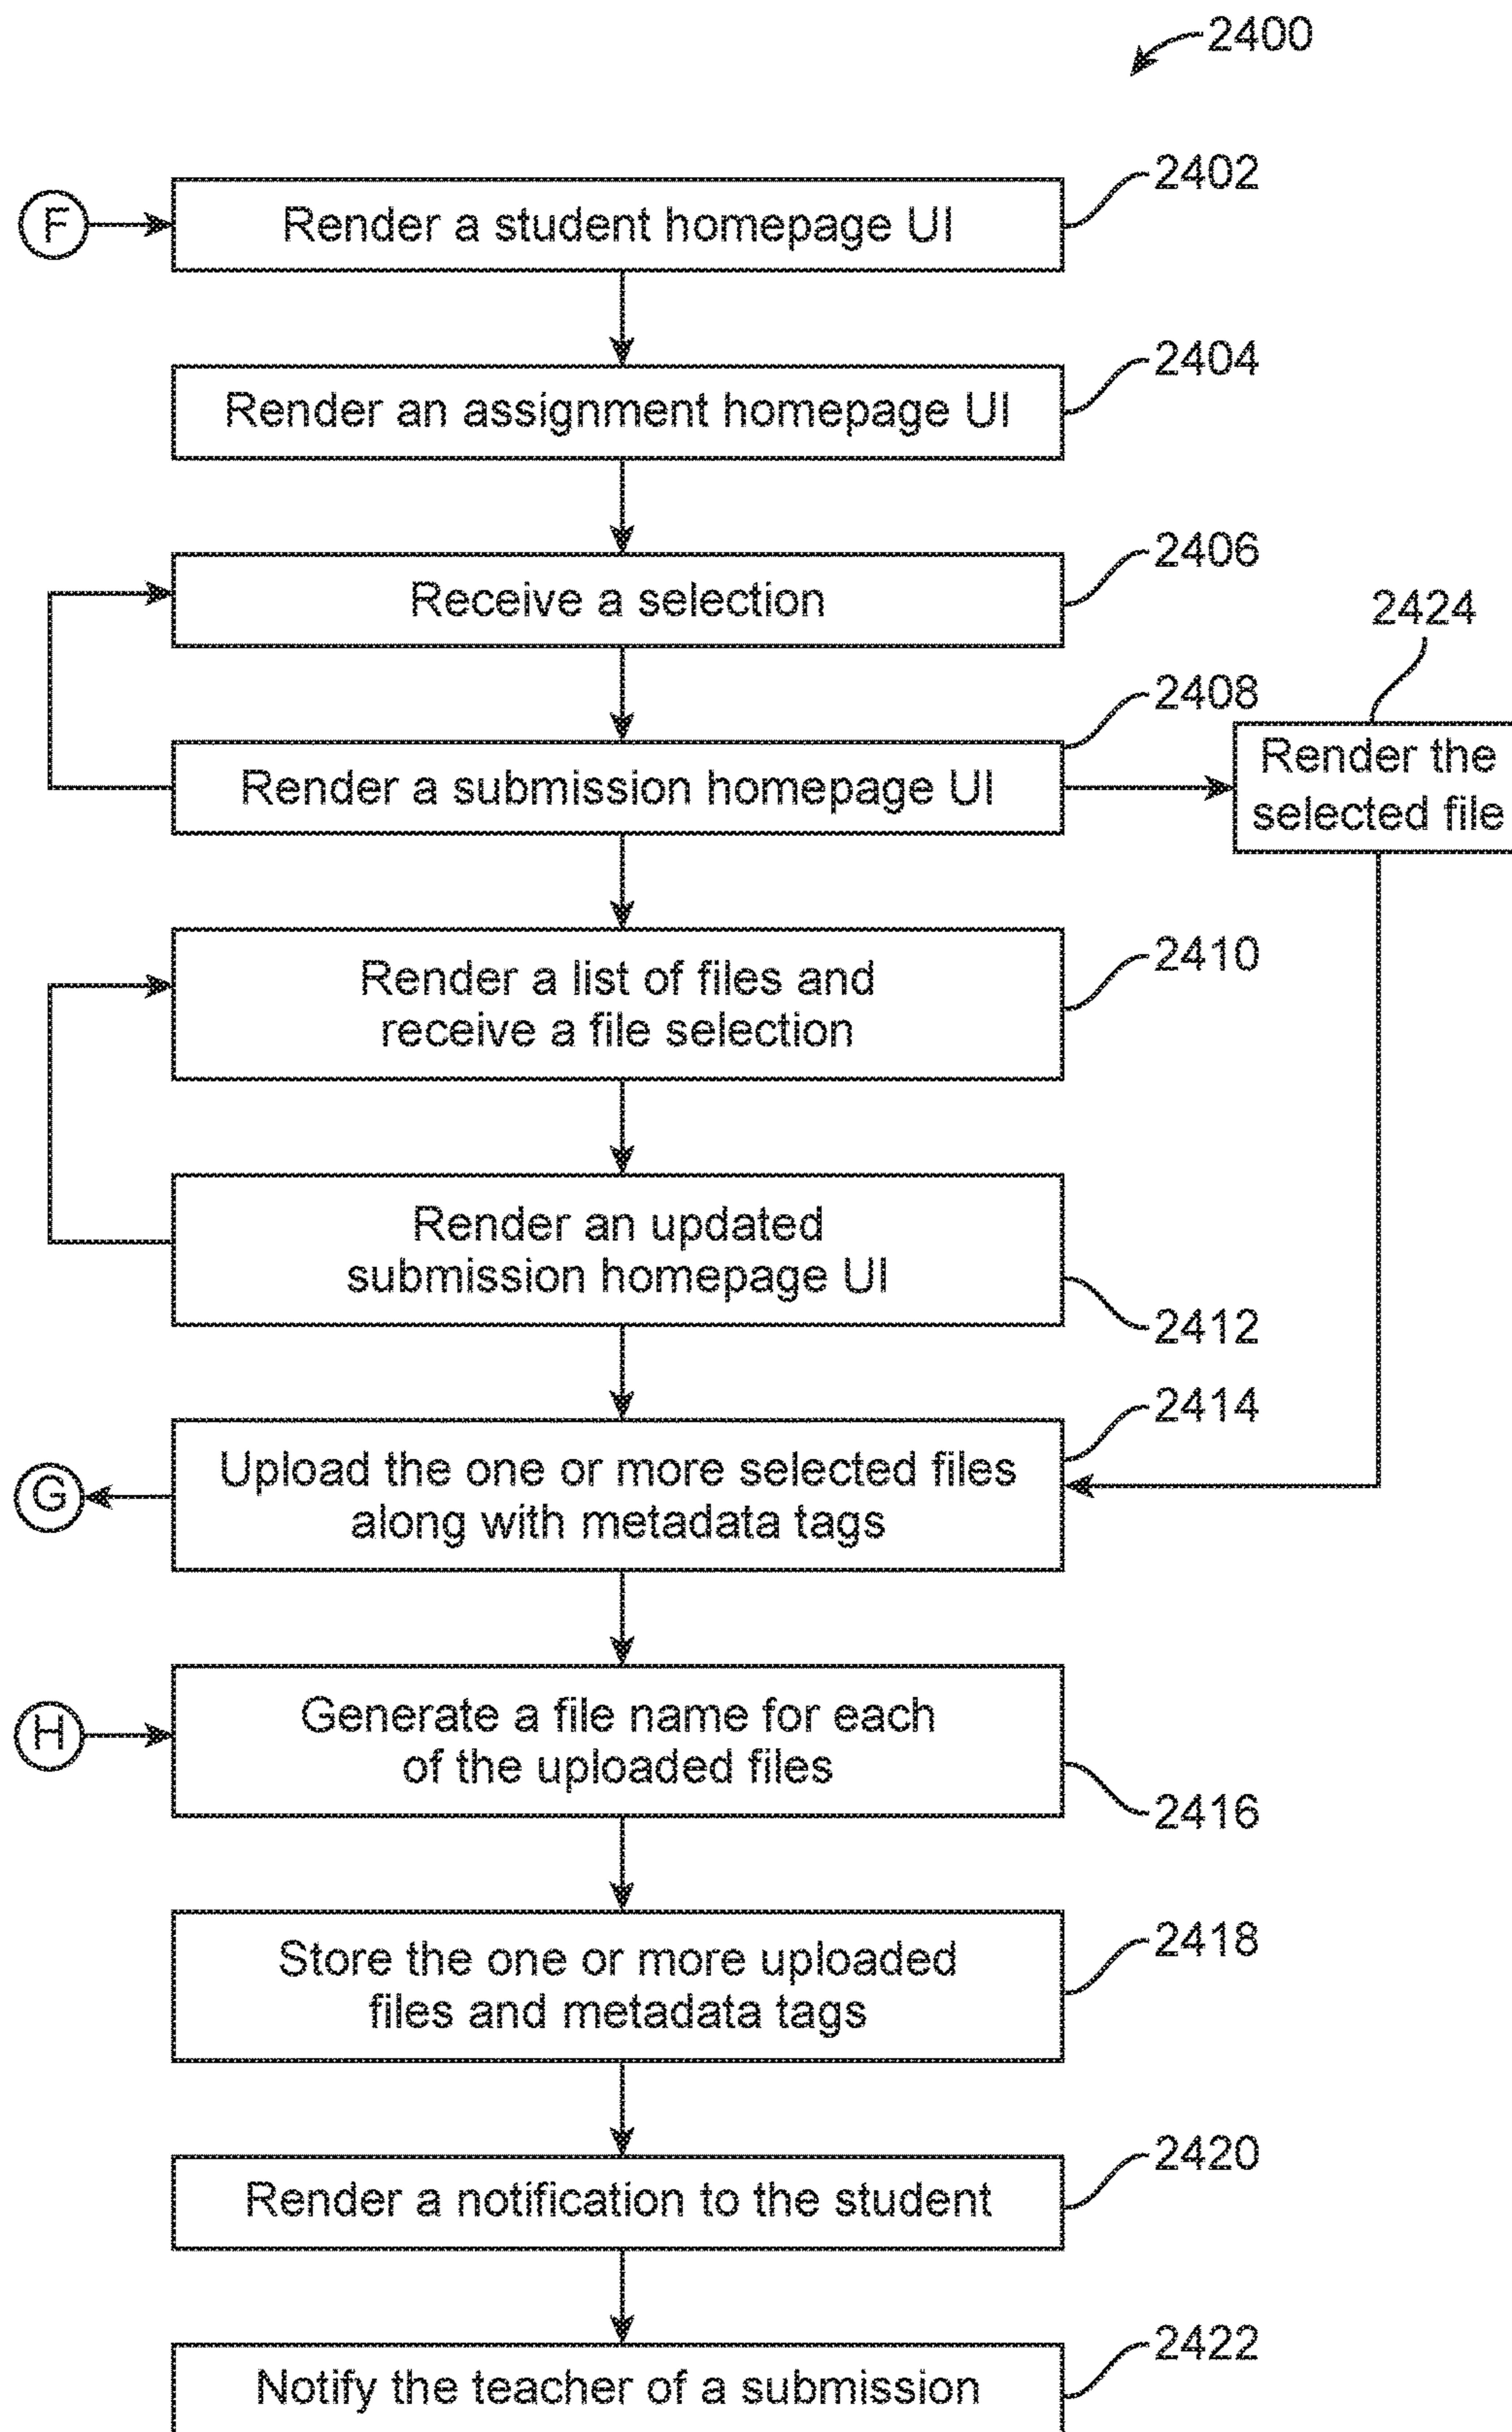 2400
2402
F
Render a student homepage UI
2404
Render an assignment homepage UI
2406
Receive a selection
2424
2408
Render a submission homepage UI
Render the
selected file
2410
Render a list of files and
receive a file selection
Render an updated
submission homepage UI
2412
2414
Upload the one or more selected files
along with metadata tags
G
Generate a file name for each
of the uploaded files
H
2416
2418
Store the one or more uploaded
files and metadata tags
2420
Render a notification to the student
2422
Notify the teacher of a submission